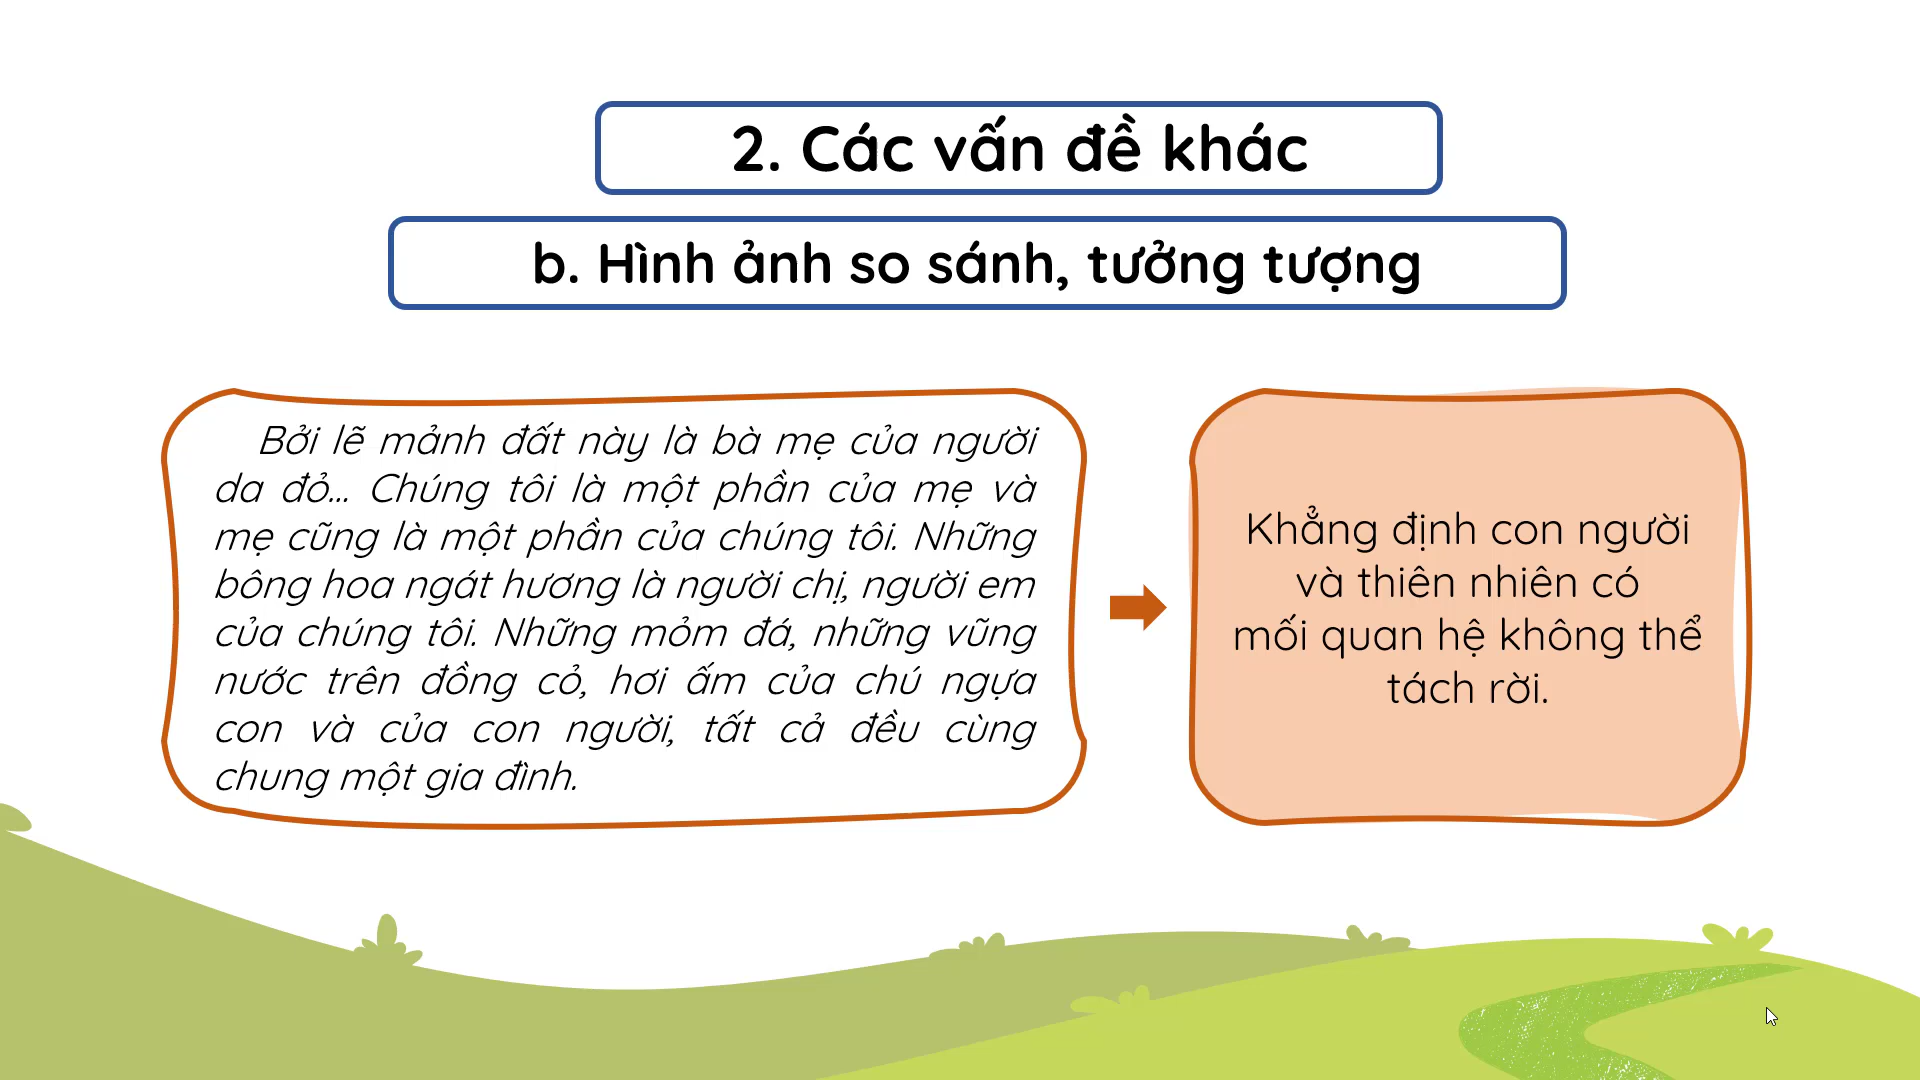 2. Các vấn đề khác
b. Hình ảnh so sánh, tưởng tượng
Bởi lẽ mảnh đất này là bà mẹ của người
da đỏ... Chúng tôi là một phần của mẹ và
mẹ cũng là một phần của chúng tôi. Những
bông hoa ngát hương là người chị, người em
của chúng tôi. Những mỏm đá, những vũng
nước trên đồng cỏ, hơi ấm của chú ngựa
con và của con người, tất cả đều cùng
chung một gia đình.
Khẳng định con người
và thiên nhiên có
mối quan hệ không thể
tách rời.